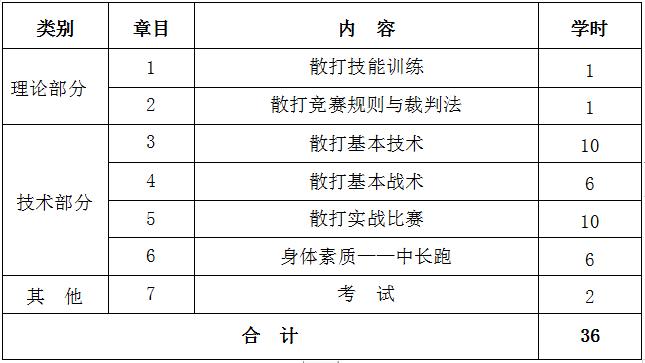 类别 章目 内 容 学时
理论部分 1 散打技能训练 1
2 散打竞赛规则与裁判法 1
技术部分 3 散打基本技术 10
4 散打基本战术 6
5 散打实战比赛 10
6 身体素质——中长跑 6
其 他 7 考 试 2
合 计 36